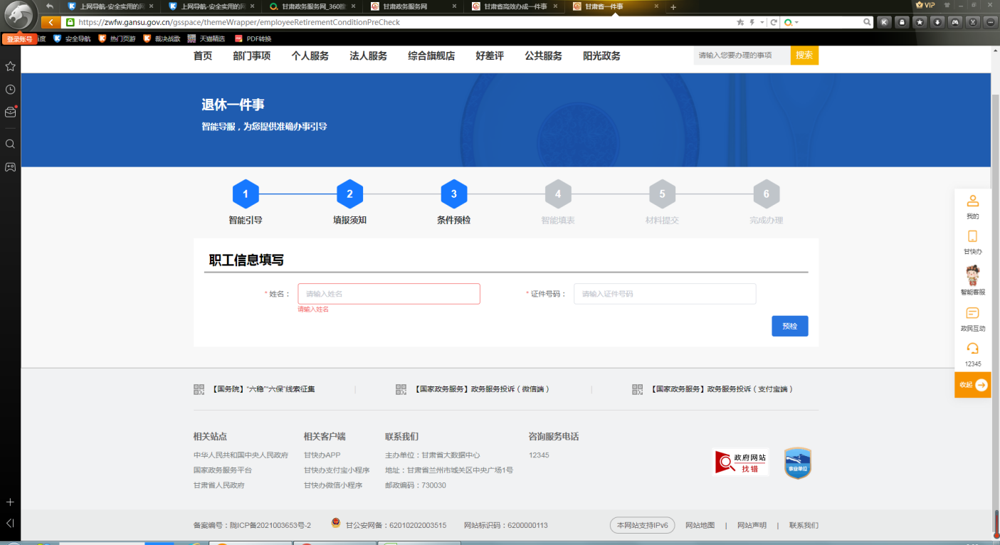 上网导航-安全实用的网
上网导航-安全实用的网
甘肃政务服务网_360搜
甘肃政务服务网
甘肃省高效办成一件事
甘肃省一件事
VIP
https://zwfw.gansu.gov.cn/gsspace/themeWrapper/employeeRetirementConditionPreCheck
登录账号 度 安全导航 热门页游 裁决战歌 天猫精选 PDF转换
首页 部门事项 个人服务 法人服务 综合旗舰店 好差评 公共服务 阳光政务 请输入您要办理的事项 搜索
退休一件事
智能导服，为您提供准确办事引导
1 2 3 4 5 6
智能引导 填报须知 条件预检 智能填表 材料提交 完成办理
职工信息填写
* 姓名： 请输入姓名 * 证件号码： 请输入证件号码
请输入姓名
预检
我的
甘快办
智能客服
政民互动
12345
收起
【国务院】“六稳”“六保”线索征集 【国家政务服务】政务服务投诉（微信端） 【国家政务服务】政务服务投诉（支付宝端）
相关站点 相关客户端 联系我们 咨询服务电话
中华人民共和国中央人民政府 甘快办APP 主办单位：甘肃省大数据中心 12345
国家政务服务平台 甘快办支付宝小程序 地址：甘肃省兰州市城关区中央广场1号
甘肃省人民政府 甘快办微信小程序 邮政编码：730030
政府网站
找错
事业单位
备案编号：陇ICP备2021003653号-2 甘公安网备：62010202003515 网站标识码：6200000113 本网站支持IPv6 网站地图 | 网站声明 | 联系我们